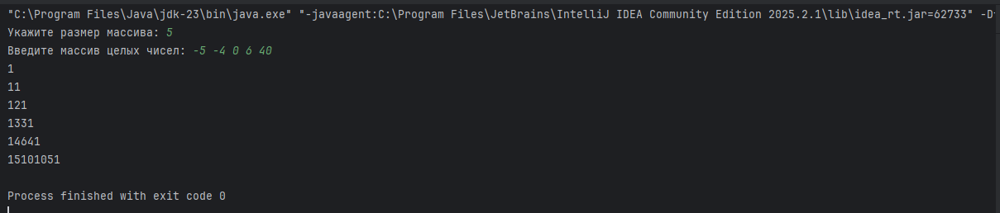 "C:\Program Files\Java\jdk-23\bin\java.exe" "-javaagent:C:\Program Files\JetBrains\IntelliJ IDEA Community Edition 2025.2.1\lib\idea_rt.jar=62733" -D
Укажите размер массива: 5
Введите массив целых чисел: -5 -4 0 6 40
1
11
121
1331
14641
15101051
Process finished with exit code 0